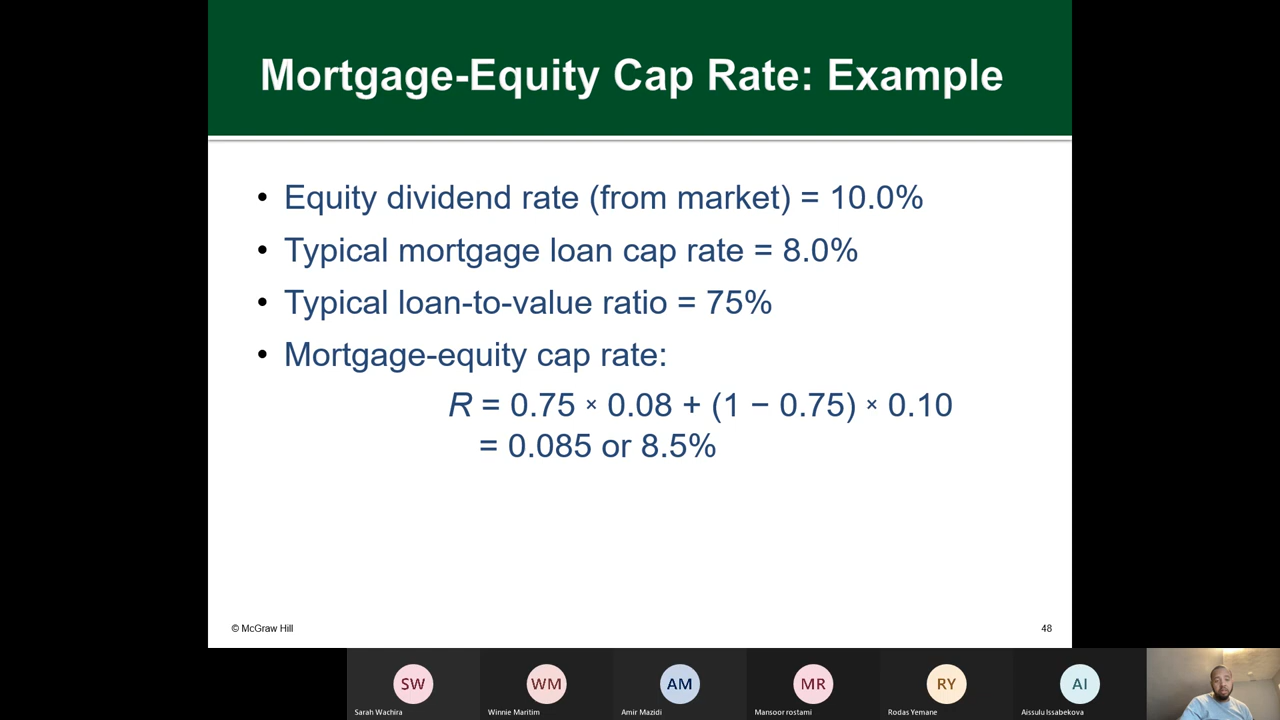 Mortgage-Equity Cap Rate: Example
• Equity dividend rate (from market) = 10.0%
• Typical mortgage loan cap rate = 8.0%
• Typical loan-to-value ratio = 75%
• Mortgage-equity cap rate:
R = 0.75 × 0.08 + (1 − 0.75) × 0.10
= 0.085 or 8.5%
© McGraw Hill
48
SW
WM
AM
MR
RY
AI
Sarah Wachira
Winnie Maritim
Amir Mazidi
Mansoor rostami
Rodas Yemane
Aissulu Issabekova